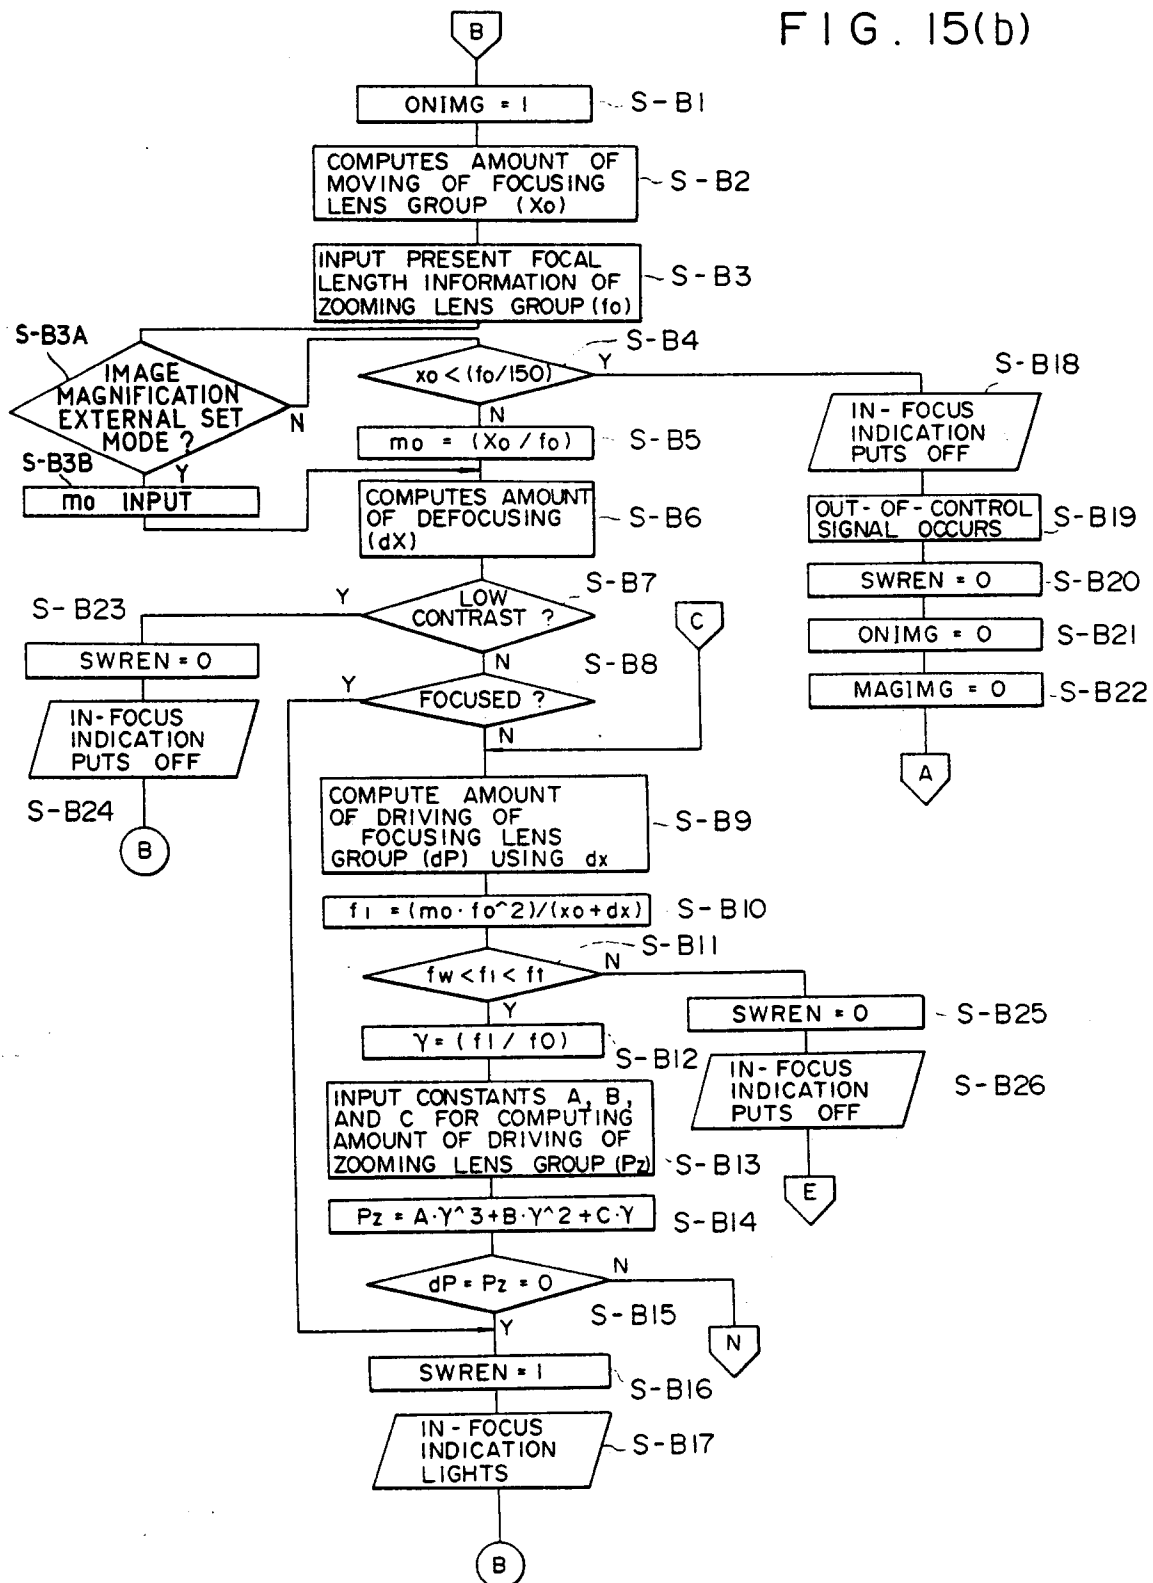 FIG. 15(b)
B
ONIMG = 1
S-B1
COMPUTES AMOUNT OF
MOVING OF FOCUSING
LENS GROUP (Xo)
S-B2
INPUT PRESENT FOCAL
LENGTH INFORMATION OF
ZOOMING LENS GROUP (fo)
S-B3
S-B3A
IMAGE
MAGNIFICATION
EXTERNAL SET
MODE ?
N
Y
S-B3B
mo INPUT
S-B4
xo < (fo/150)
Y
N
mo = (Xo / fo)
S-B5
COMPUTES AMOUNT
OF DEFOCUSING
(dX)
S-B6
S-B7
LOW
CONTRAST ?
Y
N
S-B23
SWREN = 0
IN-FOCUS
INDICATION
PUTS OFF
S-B24
B
S-B8
FOCUSED ?
Y
N
C
S-B18
IN-FOCUS
INDICATION
PUTS OFF
OUT-OF-CONTROL
SIGNAL OCCURS
S-B19
SWREN = 0
S-B20
ONIMG = 0
S-B21
MAGIMG = 0
S-B22
A
COMPUTE AMOUNT
OF DRIVING OF
FOCUSING LENS
GROUP (dP) USING dx
S-B9
f1 = (mo·fo^2)/(xo+dx)
S-B10
S-B11
fw < f1 < ft
N
Y
γ = (f1 / f0)
S-B12
SWREN = 0
S-B25
IN-FOCUS
INDICATION
PUTS OFF
S-B26
E
INPUT CONSTANTS A, B,
AND C FOR COMPUTING
AMOUNT OF DRIVING OF
ZOOMING LENS GROUP (Pz)
S-B13
Pz = A·γ^3+B·γ^2+C·γ
S-B14
dP = Pz = 0
N
S-B15
Y
N
SWREN = 1
S-B16
IN-FOCUS
INDICATION
LIGHTS
S-B17
B